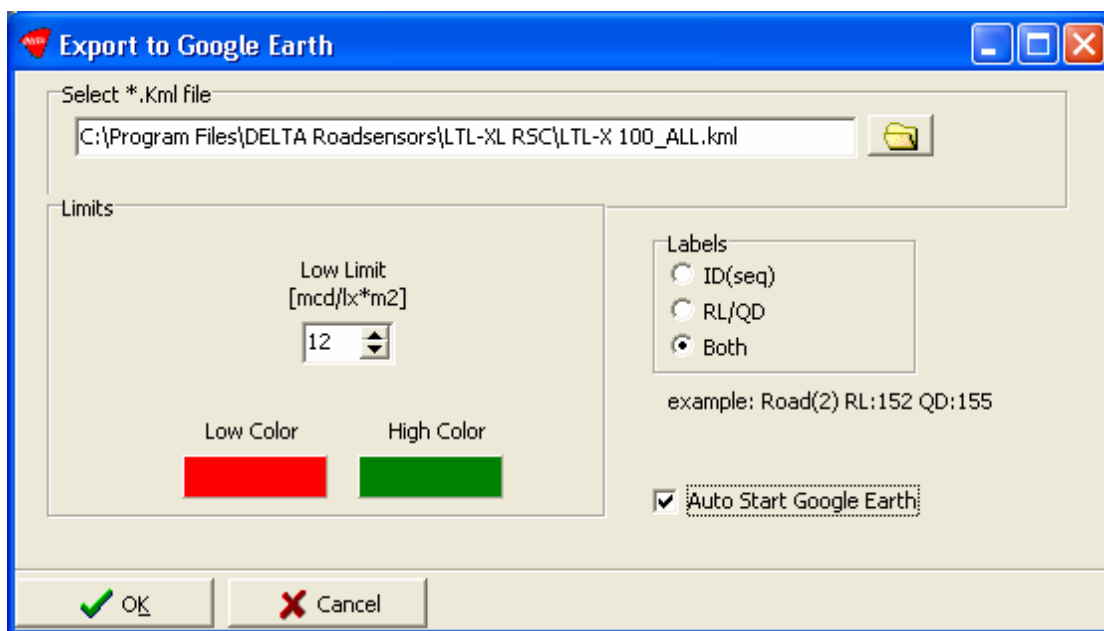 Export to Google Earth
Select *.Kml file
C:\Program Files\DELTA Roadsensors\LTL-XL RSC\LTL-X 100_ALL.kml
Limits
Low Limit
[mcd/lx*m2]
12
Low Color High Color
Labels
ID(seq)
RL/QD
Both
example: Road(2) RL:152 QD:155
Auto Start Google Earth
OK Cancel